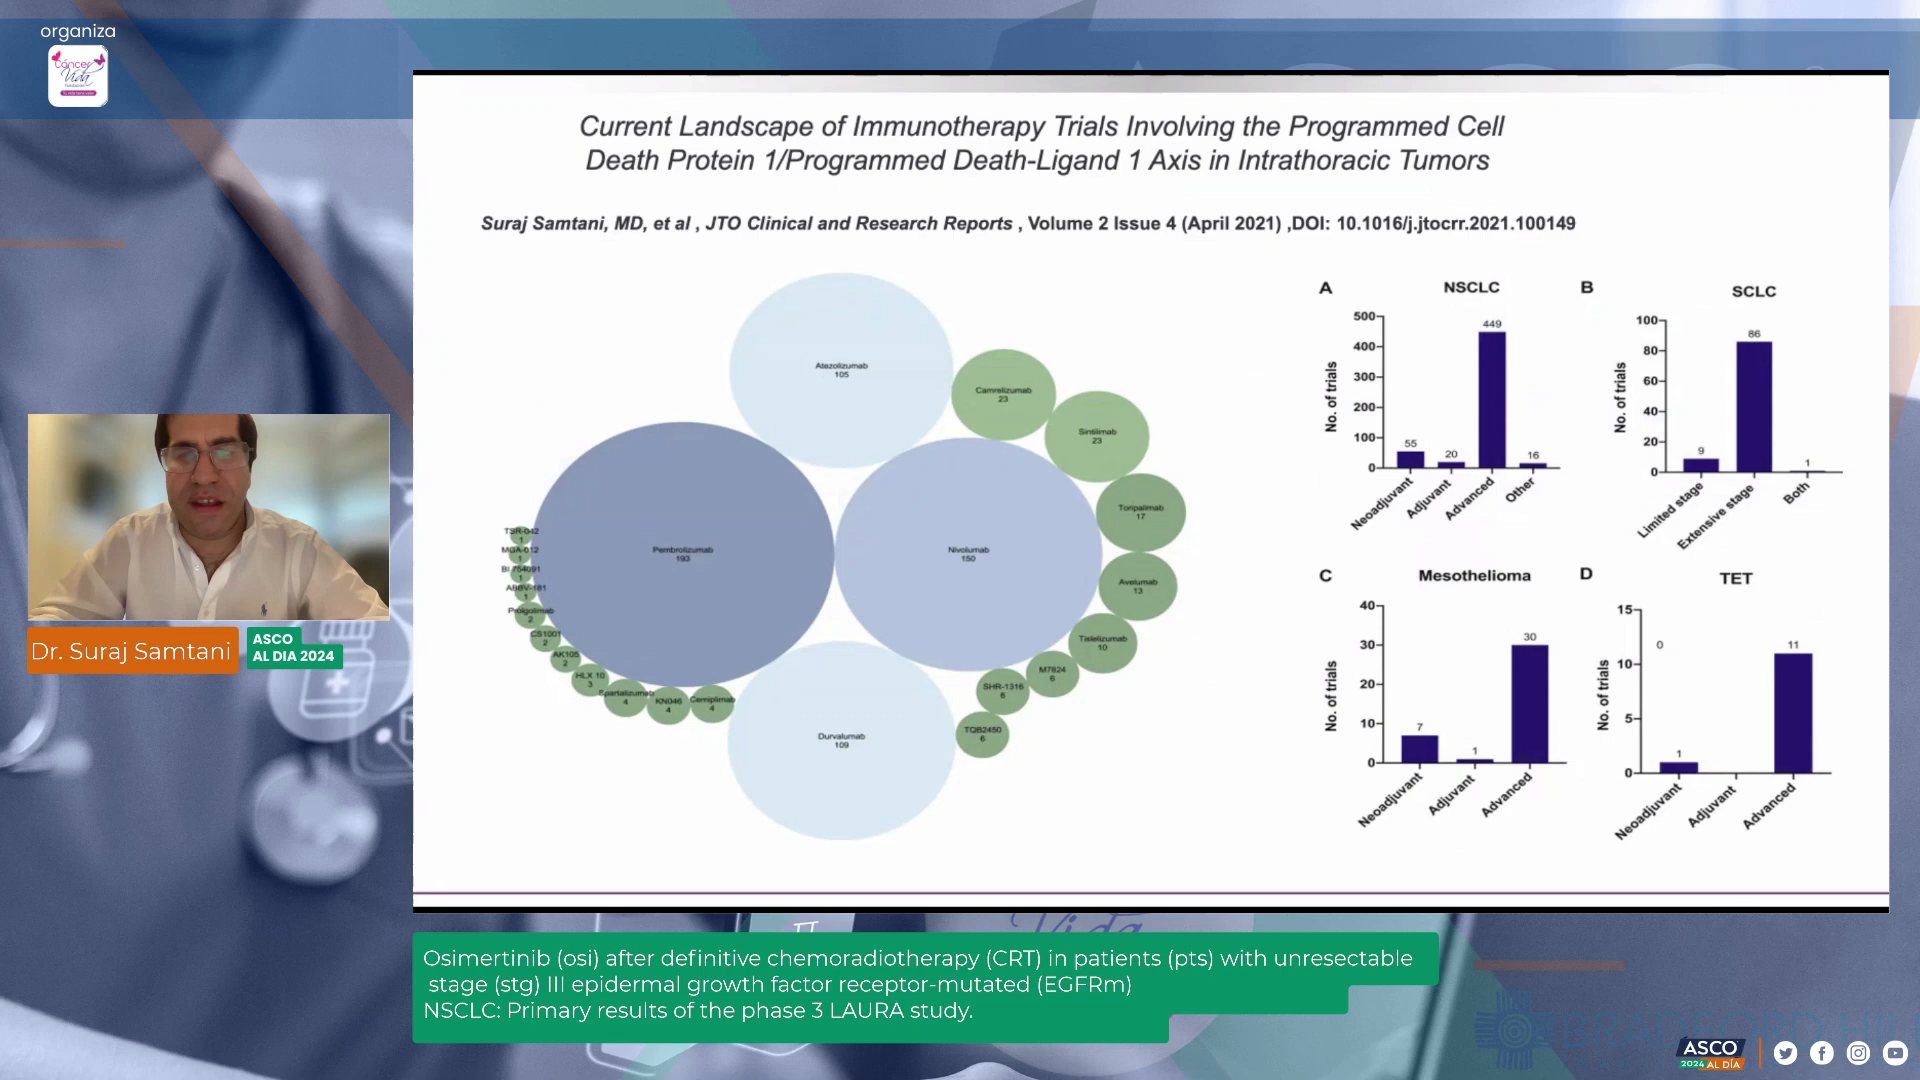 organiza
Cáncer
Vida
Current Landscape of Immunotherapy Trials Involving the Programmed Cell
Death Protein 1/Programmed Death-Ligand 1 Axis in Intrathoracic Tumors
Suraj Samtani, MD, et al , JTO Clinical and Research Reports , Volume 2 Issue 4 (April 2021) ,DOI: 10.1016/j.jtocrr.2021.100149
Atezolizumab
105
Camrelizumab
23
Sintilimab
23
Toripalimab
17
Avelumab
13
Tislelizumab
10
M7824
6
SHR-1316
6
TQB2450
6
Pembrolizumab
193
Nivolumab
150
Durvalumab
109
TSR-042
1
MGA-012
1
BI 754091
1
ABBV-181
1
Prolgolimab
2
CS1001
2
AK105
2
HLX 10
3
Spartalizumab
4
KN046
4
Cemiplimab
4
A
NSCLC
No. of trials
500
400
300
200
100
0
55
20
449
16
Neoadjuvant
Adjuvant
Advanced
Other
B
SCLC
No. of trials
100
80
60
40
20
0
9
86
1
Limited stage
Extensive stage
Both
C
Mesothelioma
No. of trials
40
30
20
10
0
7
1
30
Neoadjuvant
Adjuvant
Advanced
D
TET
No. of trials
15
10
5
0
1
0
11
Neoadjuvant
Adjuvant
Advanced
Dr. Suraj Samtani
ASCO
AL DIA 2024
Osimertinib (osi) after definitive chemoradiotherapy (CRT) in patients (pts) with unresectable
stage (stg) III epidermal growth factor receptor-mutated (EGFRm)
NSCLC: Primary results of the phase 3 LAURA study.
Vida
ASCO
2024 AL DÍA